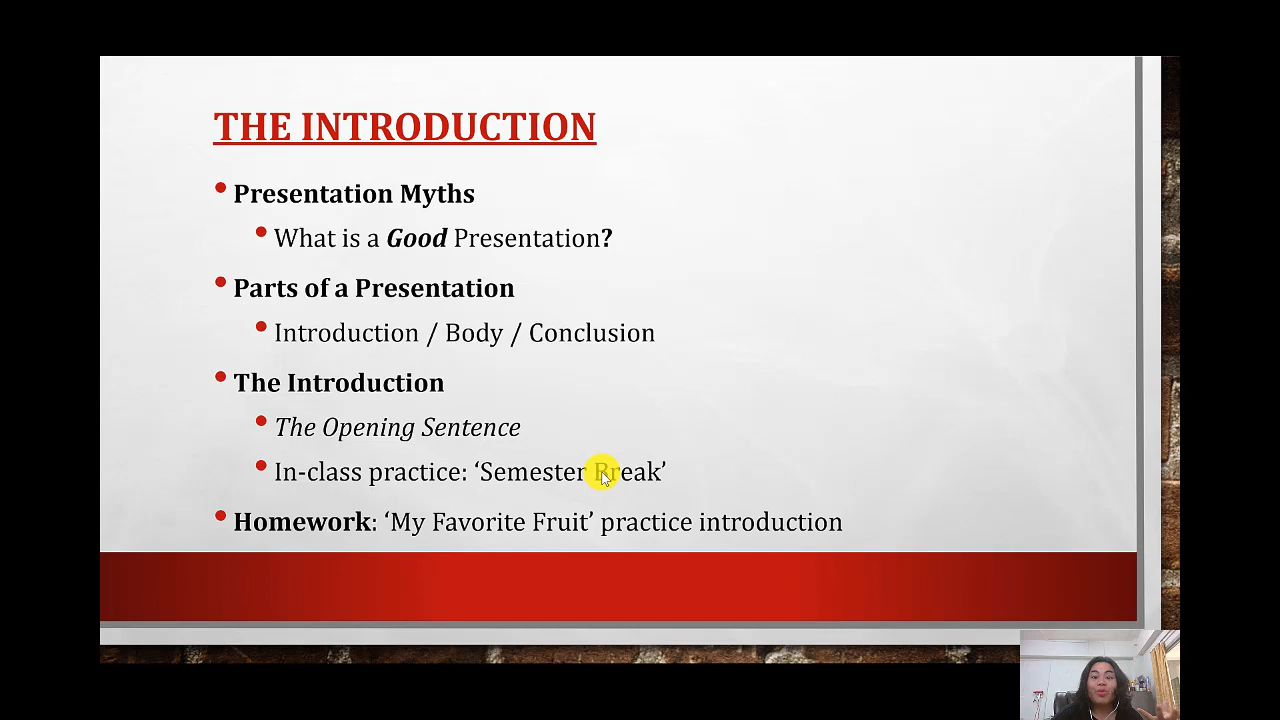 THE INTRODUCTION
Presentation Myths
What is a Good Presentation?
Parts of a Presentation
Introduction / Body / Conclusion
The Introduction
The Opening Sentence
In-class practice: ‘Semester Break’
Homework: ‘My Favorite Fruit’ practice introduction